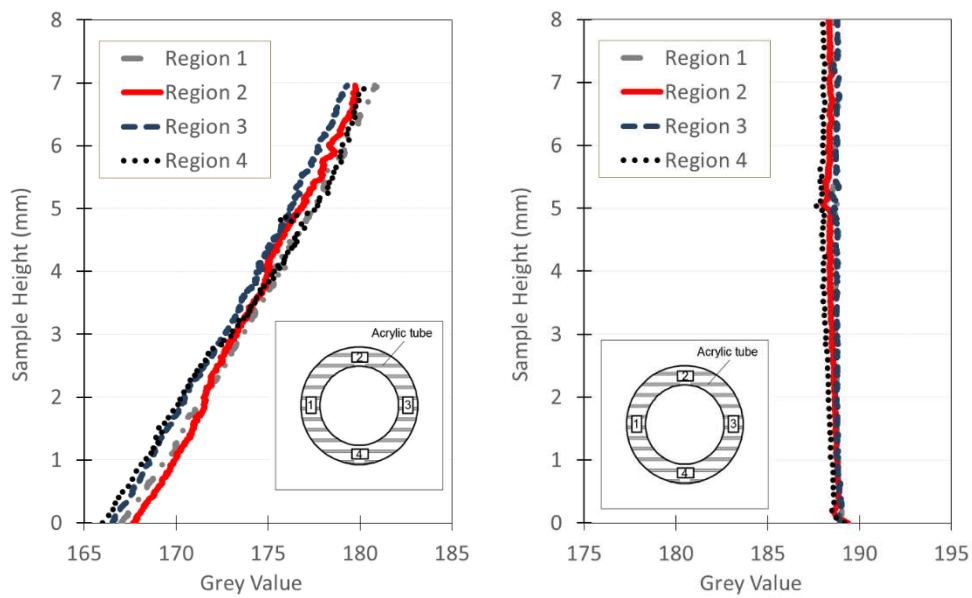 8
7
6
5
4
3
2
1
0
Sample Height (mm)
Region 1
Region 2
Region 3
Region 4
Acrylic tube
2
1
3
4
165 170 175 180 185
Grey Value
8
7
6
5
4
3
2
1
0
Sample Height (mm)
Region 1
Region 2
Region 3
Region 4
Acrylic tube
2
1
3
4
175 180 185 190 195
Grey Value